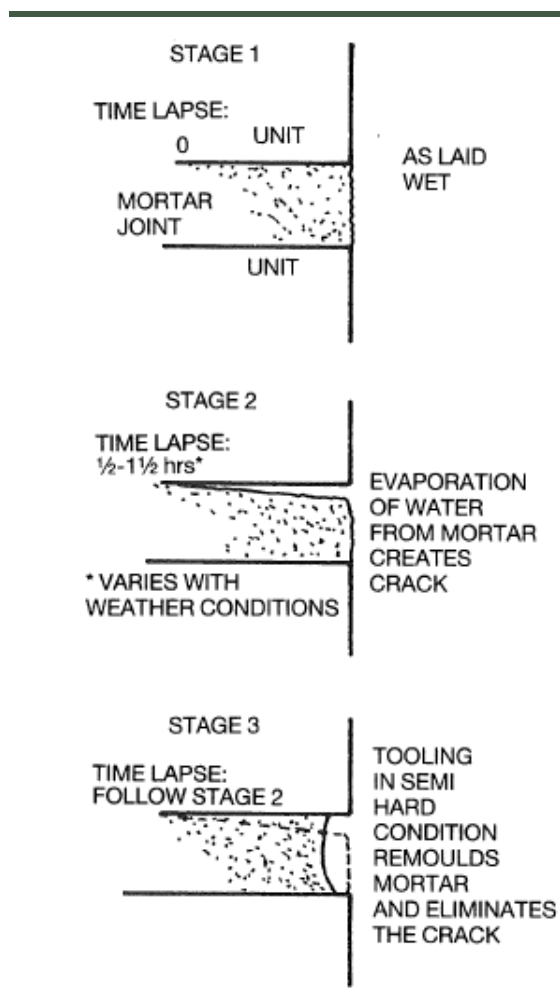 STAGE 1
TIME LAPSE:
0
UNIT
AS LAID
WET
MORTAR
JOINT
UNIT
STAGE 2
TIME LAPSE:
½-1½ hrs*
EVAPORATION
OF WATER
FROM MORTAR
CREATES
CRACK
* VARIES WITH
WEATHER CONDITIONS
STAGE 3
TIME LAPSE:
FOLLOW STAGE 2
TOOLING
IN SEMI
HARD
CONDITION
REMOULDS
MORTAR
AND ELIMINATES
THE CRACK